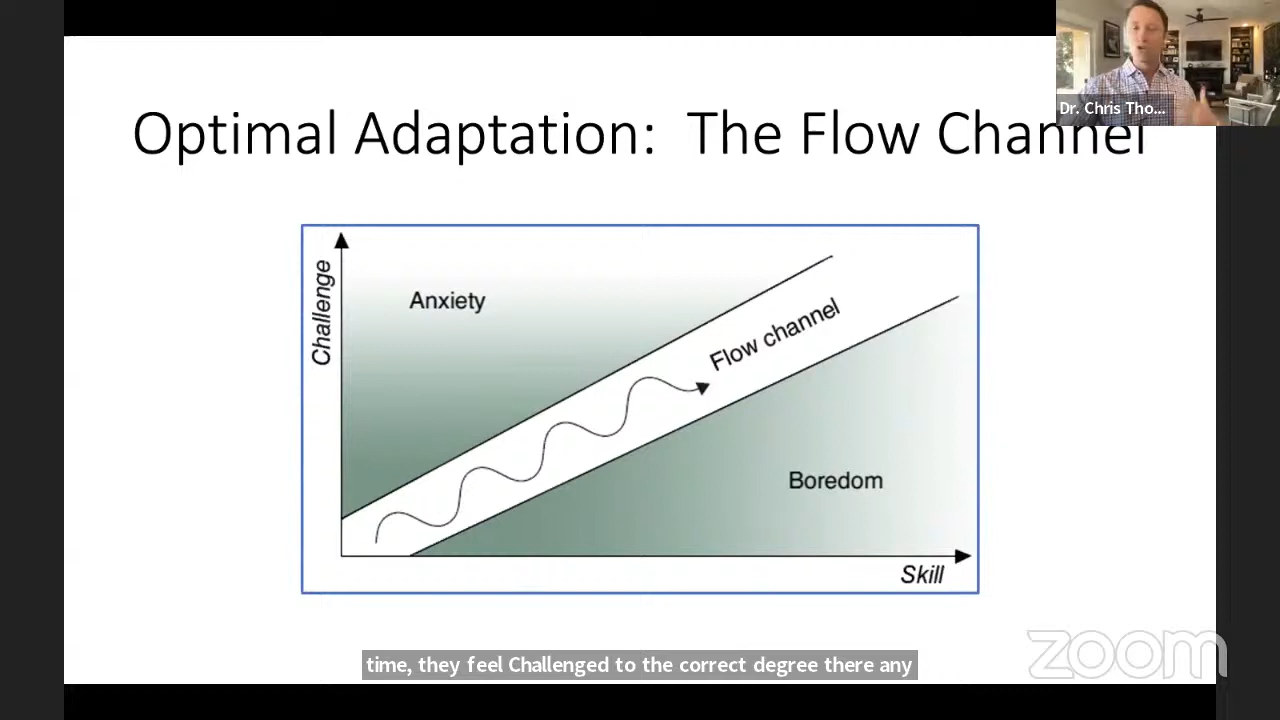 Dr. Chris Tho...
Optimal Adaptation: The Flow Channel
Challenge
Anxiety
Flow channel
Boredom
Skill
time, they feel Challenged to the correct degree there any
zoom